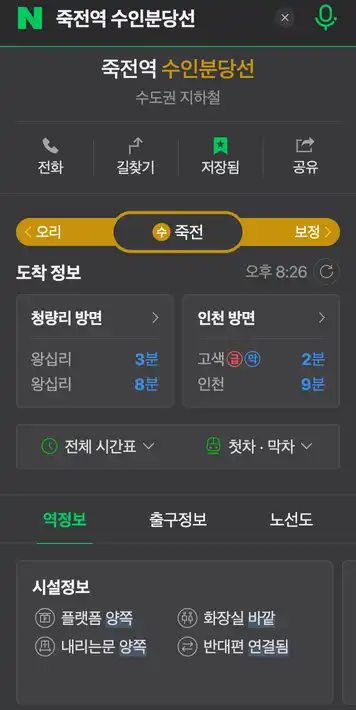 N 죽전역 수인분당선
죽전역 수인분당선
수도권 지하철
전화 길찾기 저장됨 공유
오리 수 죽전 보정
도착 정보 오후 8:26
청량리 방면
왕십리 3분
왕십리 8분
인천 방면
고색 급 막 2분
인천 9분
전체 시간표 첫차 · 막차
역정보 출구정보 노선도
시설정보
플랫폼 양쪽 화장실 바깥
내리는문 양쪽 반대편 연결됨